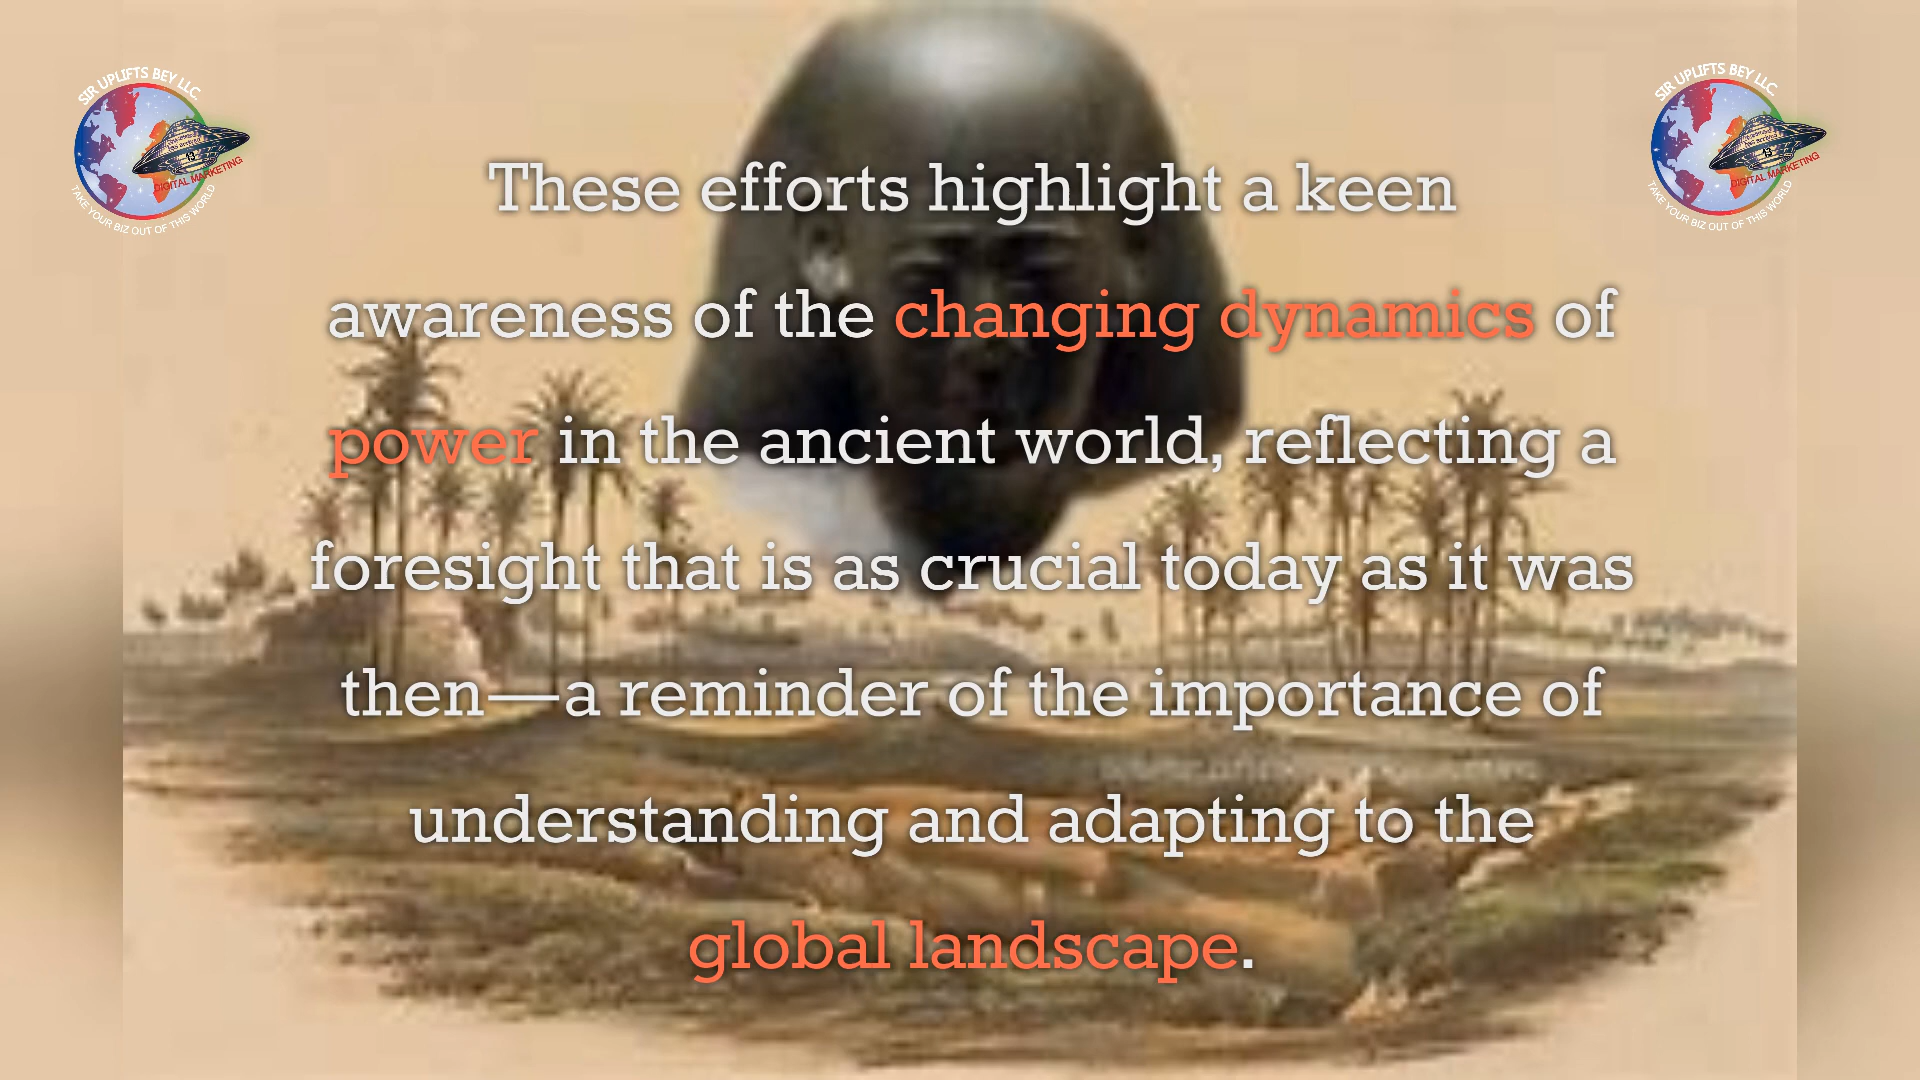 SIR UPLIFTS BEY LLC
DIGITAL MARKETING
TAKE YOUR BIZ OUT OF THIS WORLD
SIR UPLIFTS BEY LLC
DIGITAL MARKETING
TAKE YOUR BIZ OUT OF THIS WORLD
These efforts highlight a keen
awareness of the changing dynamics of
power in the ancient world, reflecting a
foresight that is as crucial today as it was
then—a reminder of the importance of
understanding and adapting to the
global landscape.